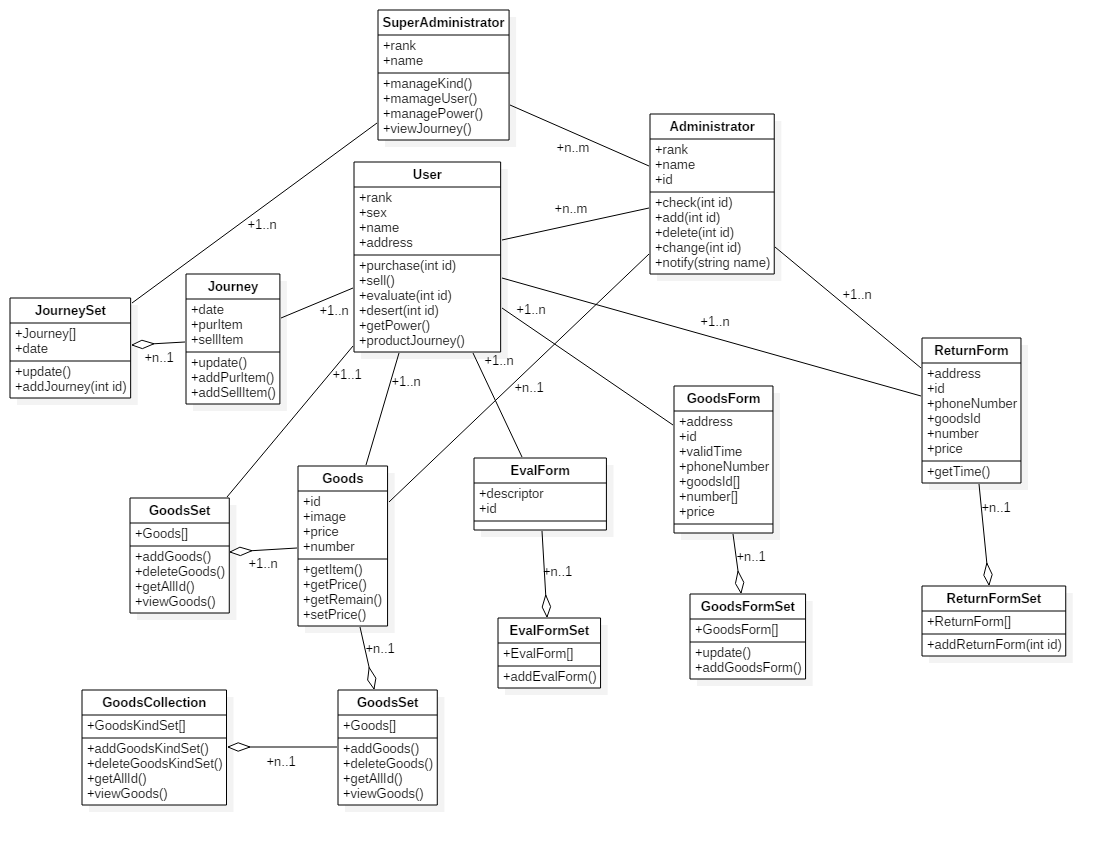 SuperAdministrator
+rank
+name
+manageKind()
+mamageUser()
+managePower()
+viewJourney()
Administrator
+rank
+name
+id
+check(int id)
+add(int id)
+delete(int id)
+change(int id)
+notify(string name)
+n..m
User
+rank
+sex
+name
+address
+purchase(int id)
+sell()
+evaluate(int id)
+desert(int id)
+getPower()
+productJourney()
+n..m
+1..n
JourneySet
+Journey[]
+date
+update()
+addJourney(int id)
+n..1
Journey
+date
+purItem
+sellItem
+update()
+addPurItem()
+addSellItem()
+1..n
+1..n
+1..n
+1..n
ReturnForm
+address
+id
+phoneNumber
+goodsId
+number
+price
+getTime()
+1..1
+1..n
+1..n
+n..1
GoodsForm
+address
+id
+validTime
+phoneNumber
+goodsId[]
+number[]
+price
EvalForm
+descriptor
+id
Goods
+id
+image
+price
+number
+getItem()
+getPrice()
+getRemain()
+setPrice()
GoodsSet
+Goods[]
+addGoods()
+deleteGoods()
+getAllId()
+viewGoods()
+1..n
+n..1
+n..1
+n..1
ReturnFormSet
+ReturnForm[]
+addReturnForm(int id)
GoodsFormSet
+GoodsForm[]
+update()
+addGoodsForm()
EvalFormSet
+EvalForm[]
+addEvalForm()
+n..1
GoodsCollection
+GoodsKindSet[]
+addGoodsKindSet()
+deleteGoodsKindSet()
+getAllId()
+viewGoods()
+n..1
GoodsSet
+Goods[]
+addGoods()
+deleteGoods()
+getAllId()
+viewGoods()